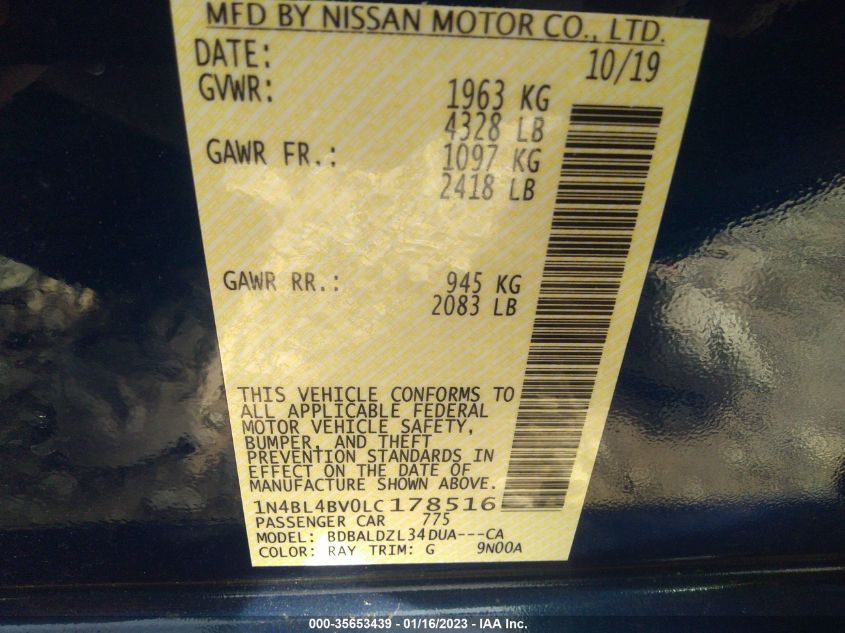 MFD BY NISSAN MOTOR CO., LTD.
DATE: 10/19
GVWR: 1963 KG
4328 LB
GAWR FR.: 1097 KG
2418 LB
GAWR RR.: 945 KG
2083 LB
THIS VEHICLE CONFORMS TO
ALL APPLICABLE FEDERAL
MOTOR VEHICLE SAFETY,
BUMPER, AND THEFT
PREVENTION STANDARDS IN
EFFECT ON THE DATE OF
MANUFACTURE SHOWN ABOVE.
1N4BL4BV0LC178516
PASSENGER CAR 775
MODEL: BDBALDZL34DUA---CA
COLOR: RAY TRIM: G 9N00A
000-35653439 - 01/16/2023 - IAA Inc.